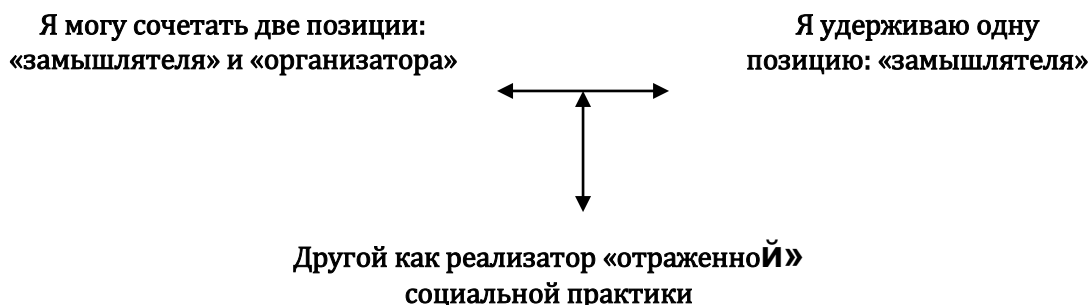 Я могу сочетать две позиции:
«замышлятеля» и «организатора»
Я удерживаю одну
позицию: «замышлятеля»
Другой как реализатор «отраженной»
социальной практики